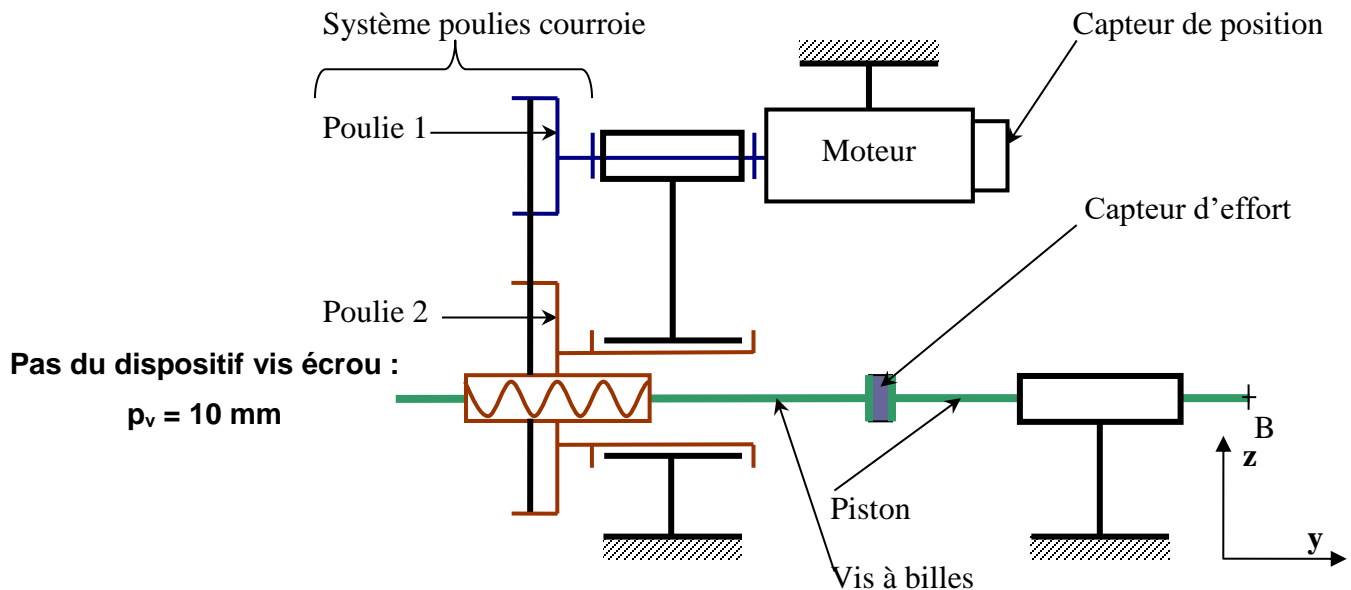 Système poulies courroie
Capteur de position
Poulie 1
Moteur
Capteur d’effort
Poulie 2
Pas du dispositif vis écrou :
pv = 10 mm
B
z
Piston
y
Vis à billes